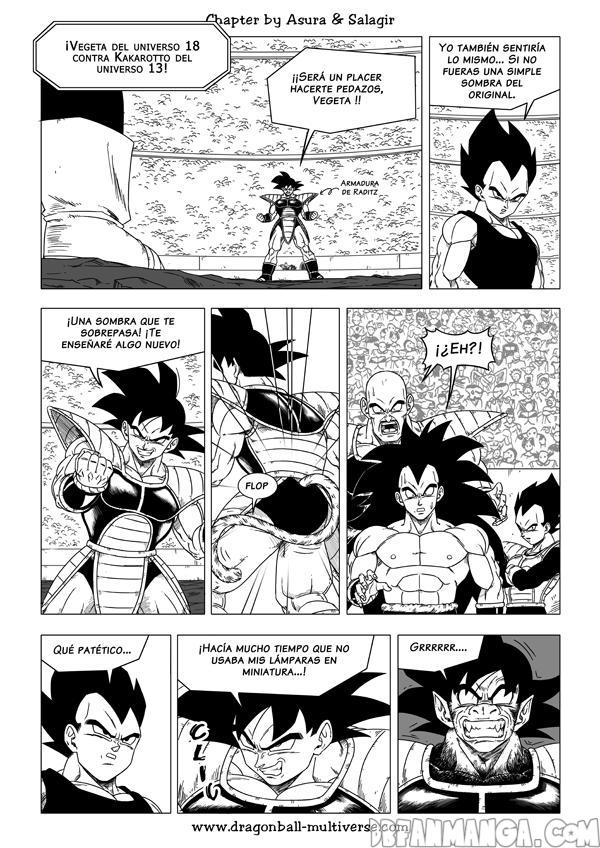 Chapter by Asura & Salagir
¡Vegeta del universo 18
contra Kakarotto del
universo 13!
¡¡Será un placer
hacerte pedazos,
Vegeta !!
Armadura
de Raditz
Yo también sentiría
lo mismo... Si no
fueras una simple
sombra del
original.
¡Una sombra que te
sobrepasa! ¡Te
enseñaré algo nuevo!
Flop
¡¿Eh?!
Qué patético...
¡Hacía mucho tiempo que no
usaba mis lámparas en
miniatura...!
CLIG
Grrrrrr....
www.dragonball-multiverse.com
DBFANMANGA.COM